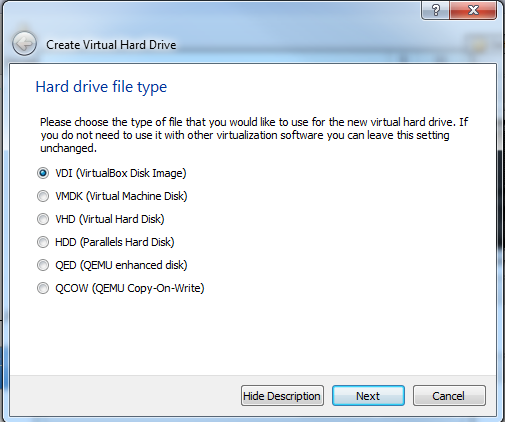 ?
Create Virtual Hard Drive
Hard drive file type
Please choose the type of file that you would like to use for the new virtual hard drive. If
you do not need to use it with other virtualization software you can leave this setting
unchanged.
VDI (VirtualBox Disk Image)
VMDK (Virtual Machine Disk)
VHD (Virtual Hard Disk)
HDD (Parallels Hard Disk)
QED (QEMU enhanced disk)
QCOW (QEMU Copy-On-Write)
Hide Description Next Cancel